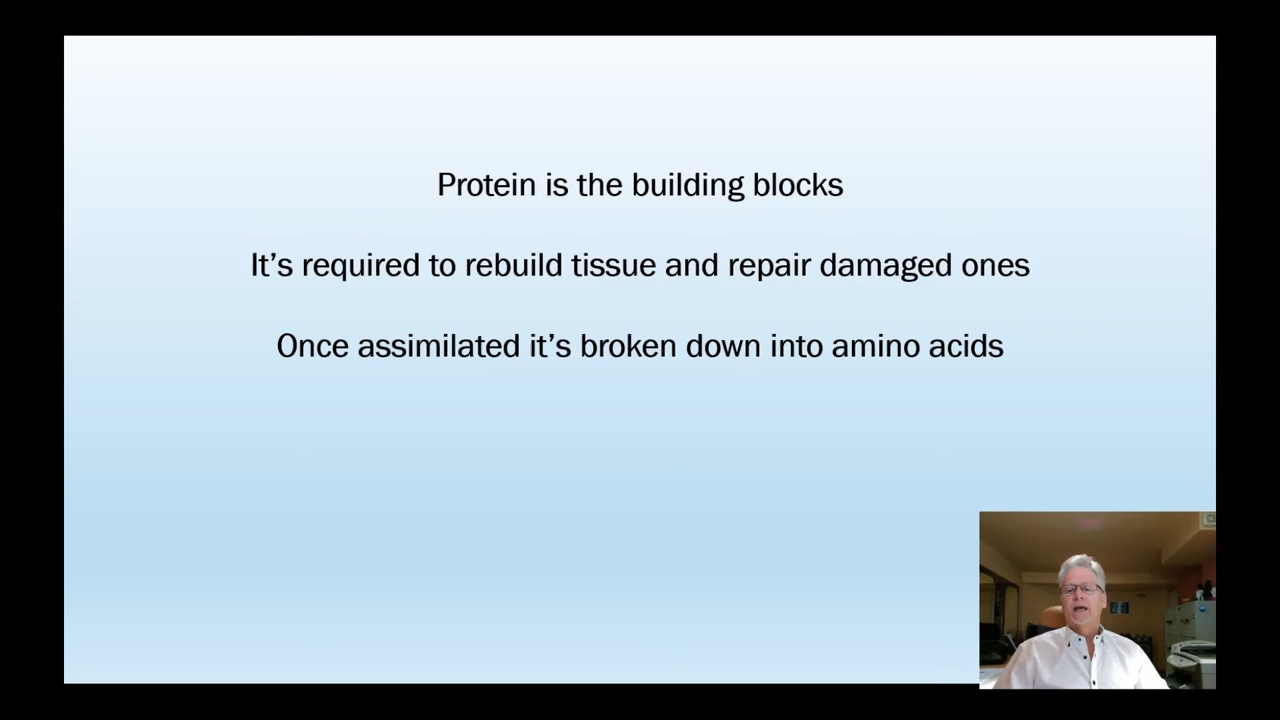 Protein is the building blocks
It’s required to rebuild tissue and repair damaged ones
Once assimilated it’s broken down into amino acids